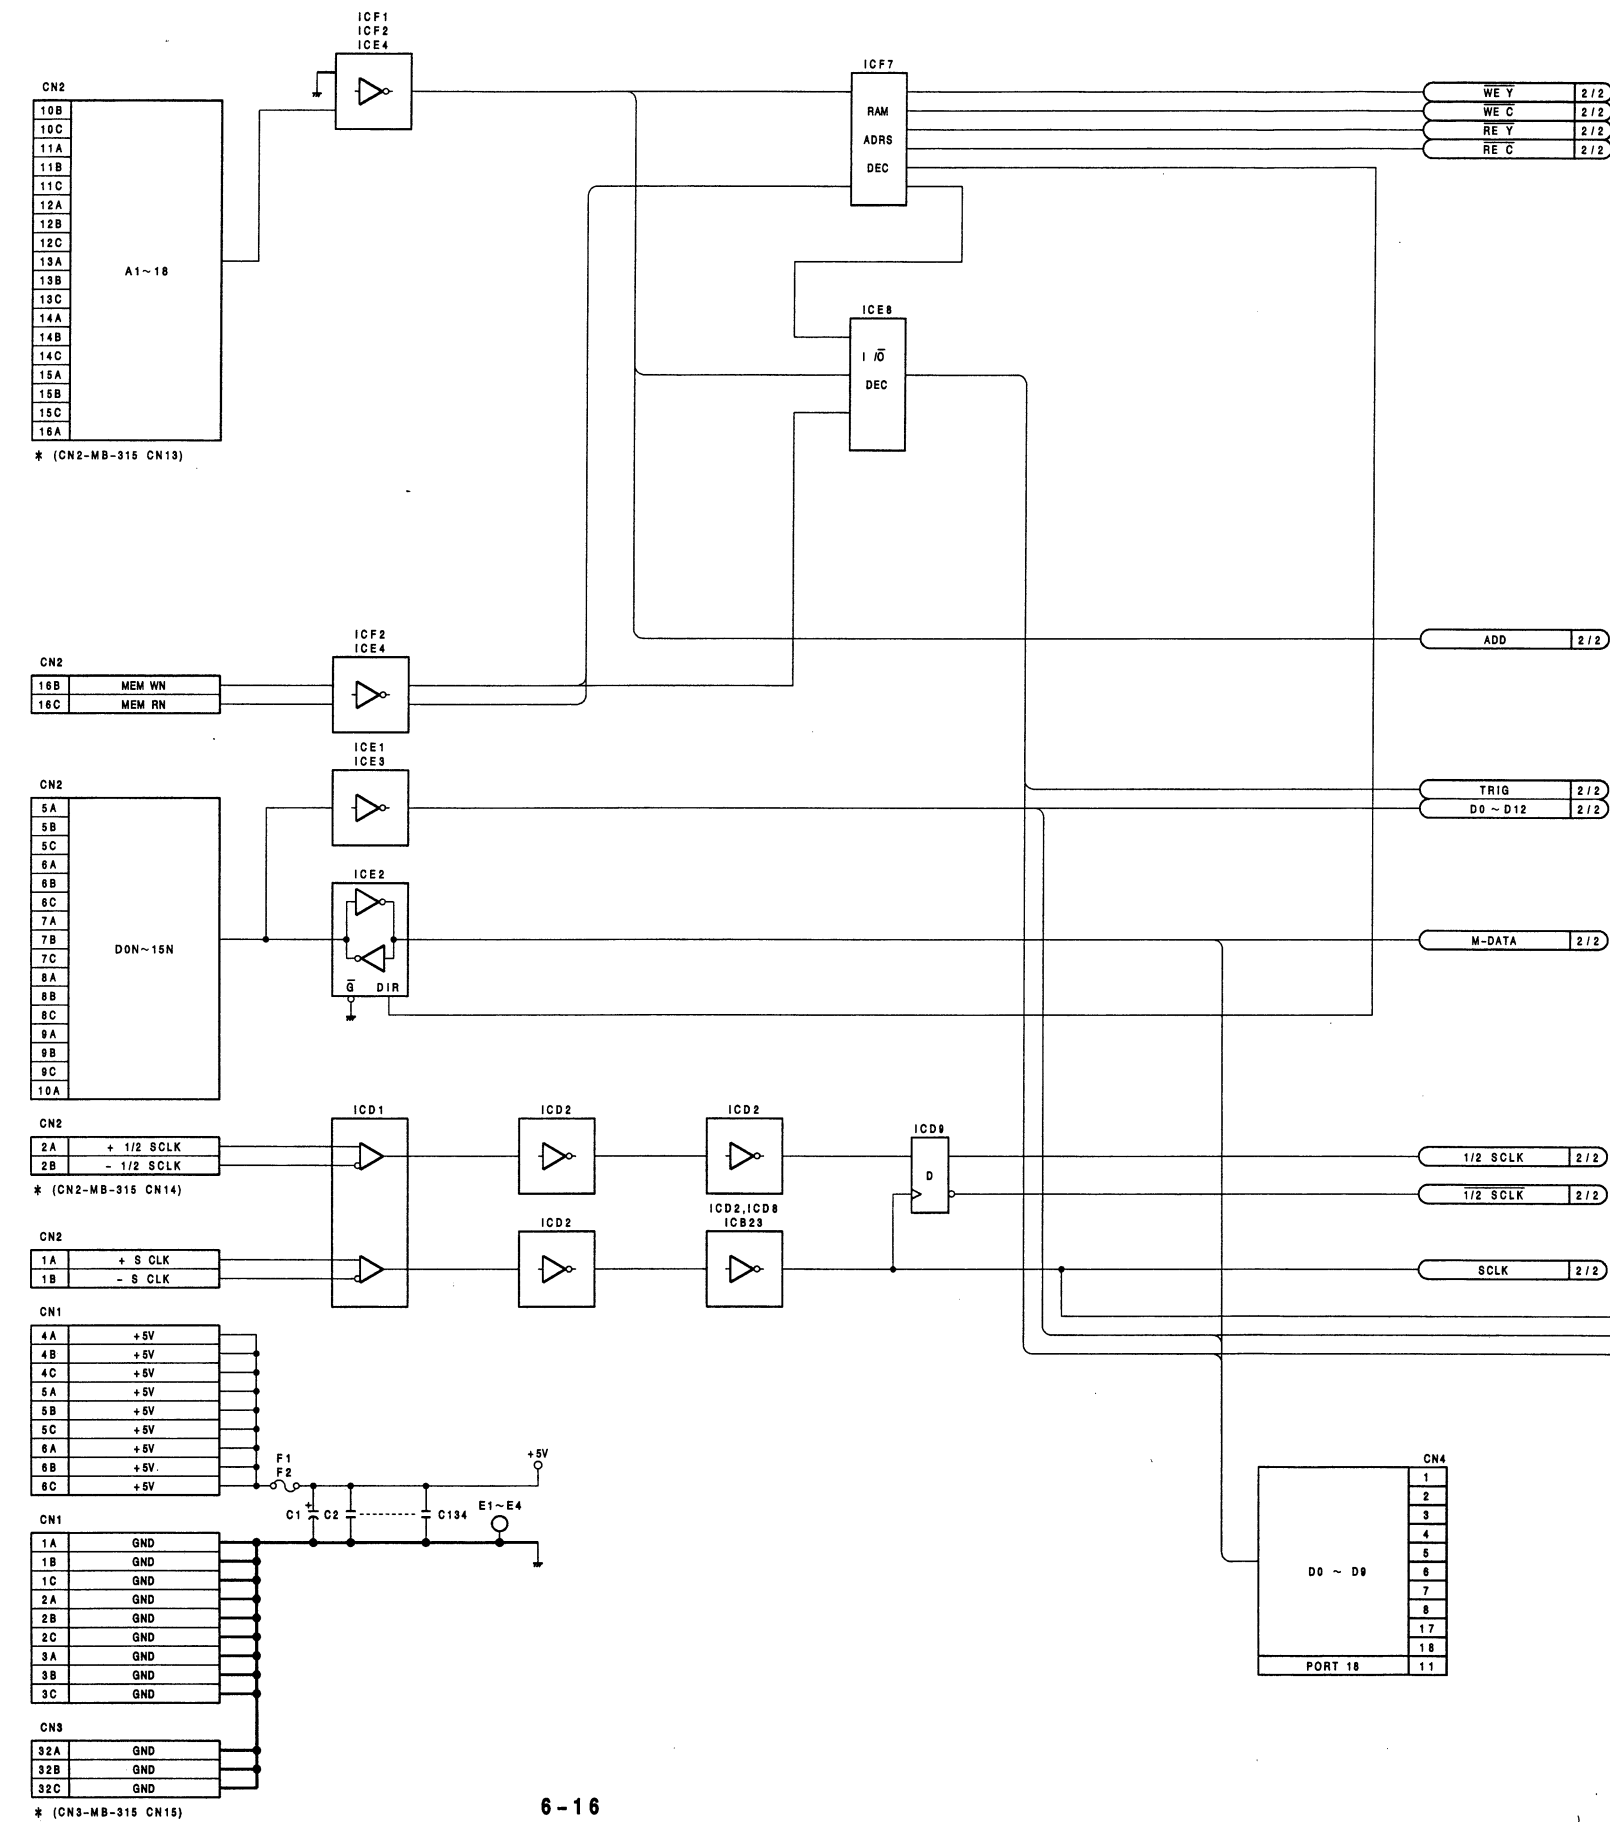 ICF1
ICF2
ICE4
CN2
10B
10C
11A
11B
11C
12A
12B
12C
13A
13B
13C
14A
14B
14C
15A
15B
15C
16A
A1~18
* (CN2-MB-315 CN13)
ICF7
RAM
ADRS
DEC
WE Y 2/2
WE C 2/2
RE Y 2/2
RE C 2/2
ICE8
I /O
DEC
ADD 2/2
CN2
16B MEM WN
16C MEM RN
ICF2
ICE4
ICE1
ICE3
TRIG 2/2
D0 ~ D12 2/2
CN2
5A
5B
5C
6A
6B
6C
7A
7B
7C
8A
8B
8C
9A
9B
9C
10A
D0N~15N
ICE2
G DIR
M-DATA 2/2
CN2
2A + 1/2 SCLK
2B - 1/2 SCLK
* (CN2-MB-315 CN14)
ICD1
ICD2
ICD2
ICD9
D
1/2 SCLK 2/2
1/2 SCLK 2/2
CN2
1A + S CLK
1B - S CLK
ICD2
ICD2,ICD8
ICB23
SCLK 2/2
CN1
4A +5V
4B +5V
4C +5V
5A +5V
5B +5V
5C +5V
6A +5V
6B +5V
6C +5V
F1
F2
+5V
+
C1 C2 C134
E1~E4
CN1
1A GND
1B GND
1C GND
2A GND
2B GND
2C GND
3A GND
3B GND
3C GND
CN3
32A GND
32B GND
32C GND
* (CN3-MB-315 CN15)
CN4
1
2
3
4
5
6
7
8
17
18
D0 ~ D9
PORT 18 11
6-16